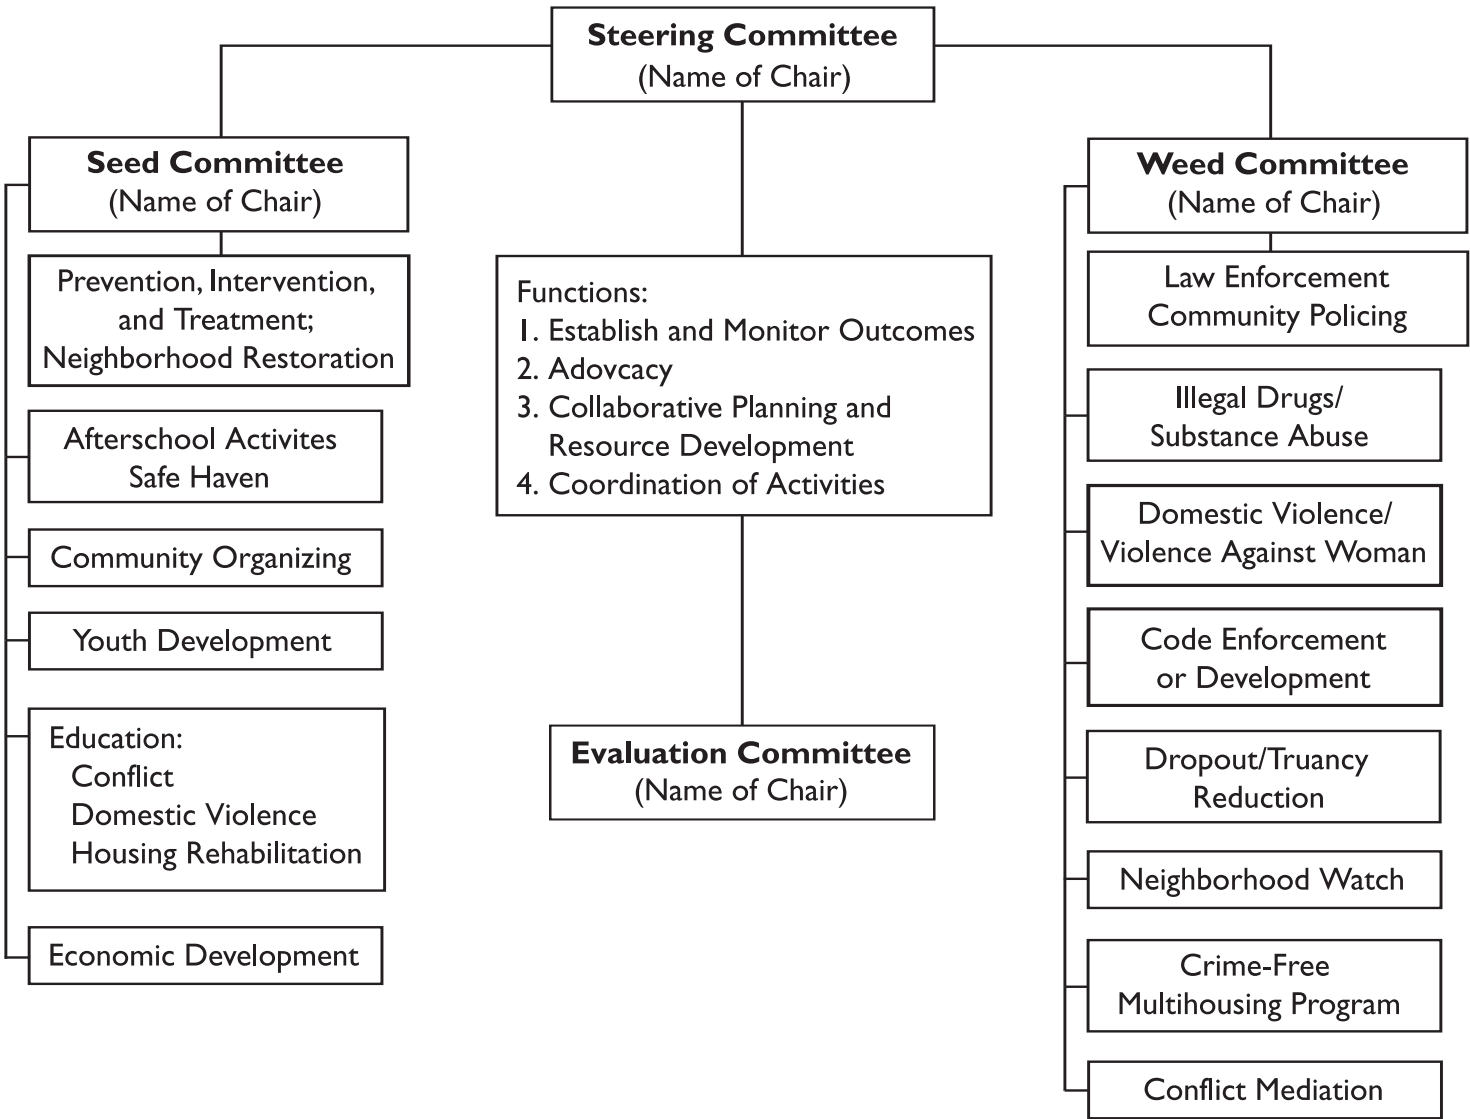 Steering Committee
(Name of Chair)
Seed Committee
(Name of Chair)
Prevention, Intervention,
and Treatment;
Neighborhood Restoration
Afterschool Activites
Safe Haven
Community Organizing
Youth Development
Education:
Conflict
Domestic Violence
Housing Rehabilitation
Economic Development
Functions:
1. Establish and Monitor Outcomes
2. Adovcacy
3. Collaborative Planning and
Resource Development
4. Coordination of Activities
Evaluation Committee
(Name of Chair)
Weed Committee
(Name of Chair)
Law Enforcement
Community Policing
Illegal Drugs/
Substance Abuse
Domestic Violence/
Violence Against Woman
Code Enforcement
or Development
Dropout/Truancy
Reduction
Neighborhood Watch
Crime-Free
Multihousing Program
Conflict Mediation